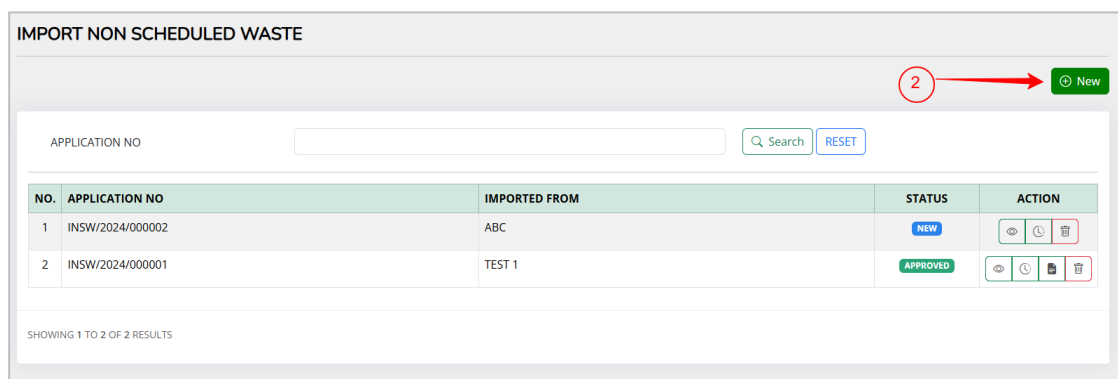 IMPORT NON SCHEDULED WASTE
2
New
APPLICATION NO
Search RESET
NO. APPLICATION NO IMPORTED FROM STATUS ACTION
1 INSW/2024/000002 ABC NEW
2 INSW/2024/000001 TEST 1 APPROVED
SHOWING 1 TO 2 OF 2 RESULTS